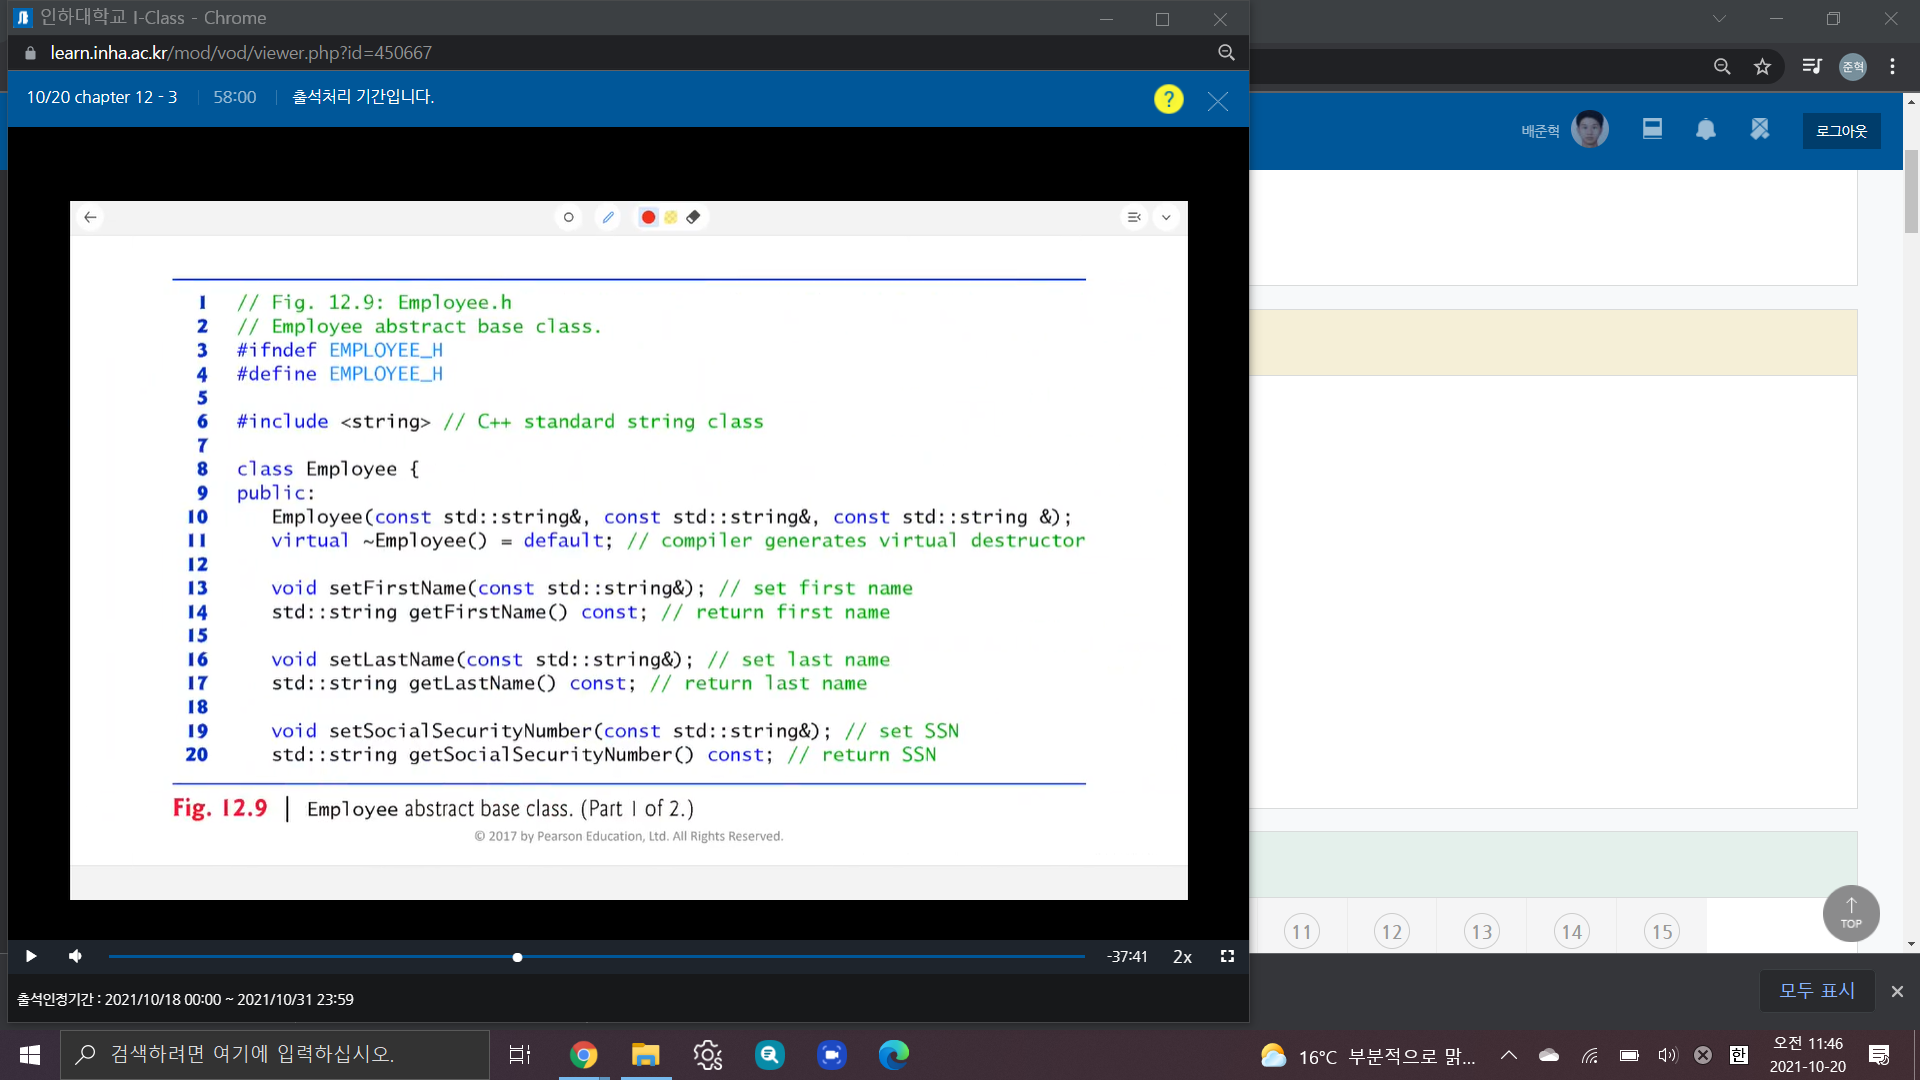 인하대학교 I-Class - Chrome
learn.inha.ac.kr/mod/vod/viewer.php?id=450667
10/20 chapter 12 - 3
58:00
출석처리 기간입니다.
?
준혁
배준혁
로그아웃
1 // Fig. 12.9: Employee.h
2 // Employee abstract base class.
3 #ifndef EMPLOYEE_H
4 #define EMPLOYEE_H
5
6 #include <string> // C++ standard string class
7
8 class Employee {
9 public:
10 Employee(const std::string&, const std::string&, const std::string &);
11 virtual ~Employee() = default; // compiler generates virtual destructor
12
13 void setFirstName(const std::string&); // set first name
14 std::string getFirstName() const; // return first name
15
16 void setLastName(const std::string&); // set last name
17 std::string getLastName() const; // return last name
18
19 void setSocialSecurityNumber(const std::string&); // set SSN
20 std::string getSocialSecurityNumber() const; // return SSN
Fig. 12.9 | Employee abstract base class. (Part 1 of 2.)
© 2017 by Pearson Education, Ltd. All Rights Reserved.
TOP
11 12 13 14 15
-37:41 2x
출석인정기간 : 2021/10/18 00:00 ~ 2021/10/31 23:59
모두 표시
검색하려면 여기에 입력하십시오.
16°C 부분적으로 맑...
한
오전 11:46
2021-10-20